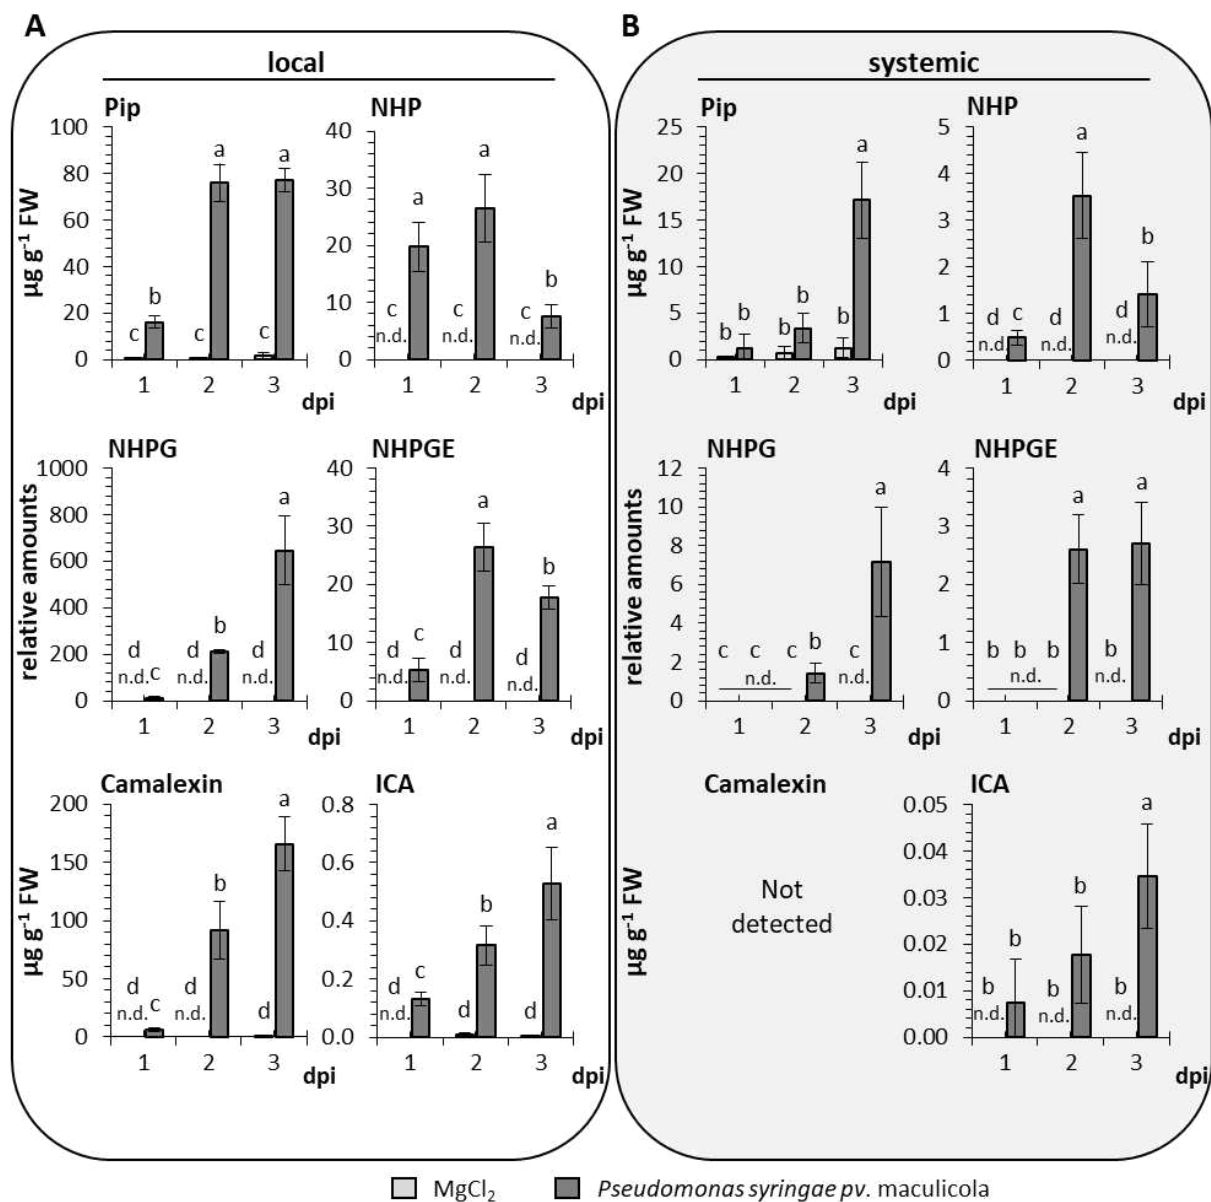 A
local
Pip
µg g⁻¹ FW
100
80
60
40
20
0
c b c a c a
1 2 3
dpi
NHP
40
30
20
10
0
c a c a c b
n.d. n.d. n.d.
1 2 3
dpi
NHPG
relative amounts
1000
800
600
400
200
0
d c d b d a
n.d. n.d. n.d.
1 2 3
dpi
NHPGE
40
30
20
10
0
d c d a d b
n.d. n.d. n.d.
1 2 3
dpi
Camalexin
µg g⁻¹ FW
200
150
100
50
0
d c d b d a
n.d. n.d.
1 2 3
dpi
ICA
0.8
0.6
0.4
0.2
0.0
d c d b d a
n.d.
1 2 3
dpi
B
systemic
Pip
µg g⁻¹ FW
25
20
15
10
5
0
b b b b b a
1 2 3
dpi
NHP
5
4
3
2
1
0
d c d a d b
n.d. n.d. n.d.
1 2 3
dpi
NHPG
relative amounts
12
10
8
6
4
2
0
c c c b c a
n.d. n.d.
1 2 3
dpi
NHPGE
4
3
2
1
0
b b b a b a
n.d. n.d.
1 2 3
dpi
Camalexin
µg g⁻¹ FW
Not
detected
ICA
0.05
0.04
0.03
0.02
0.01
0.00
b b b b b a
n.d. n.d. n.d.
1 2 3
dpi
MgCl₂ Pseudomonas syringae pv. maculicola